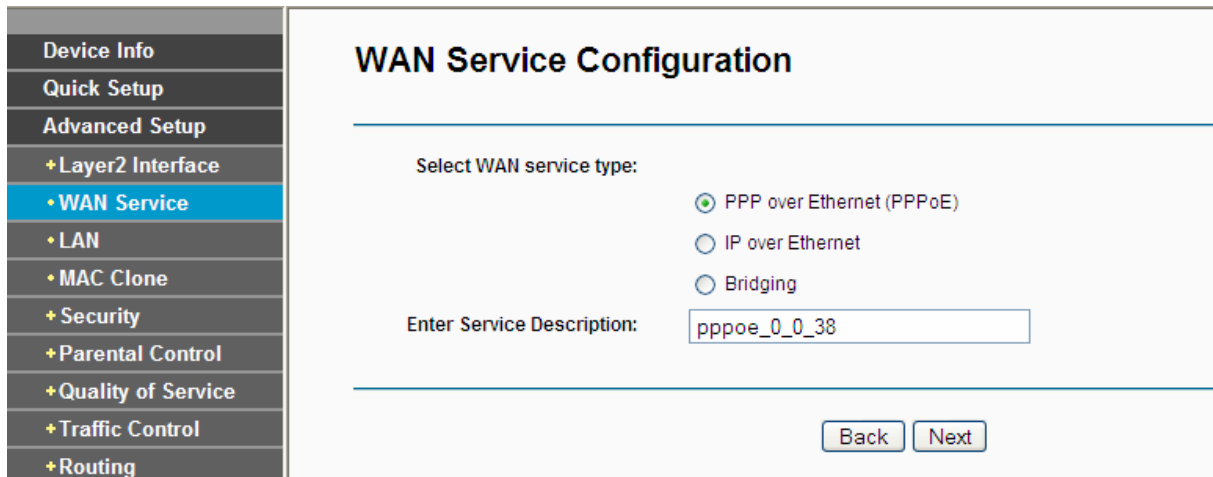 Device Info
Quick Setup
Advanced Setup
+Layer2 Interface
•WAN Service
•LAN
•MAC Clone
+Security
+Parental Control
+Quality of Service
+Traffic Control
+Routing
WAN Service Configuration
Select WAN service type:
PPP over Ethernet (PPPoE)
IP over Ethernet
Bridging
Enter Service Description: pppoe_0_0_38
Back Next